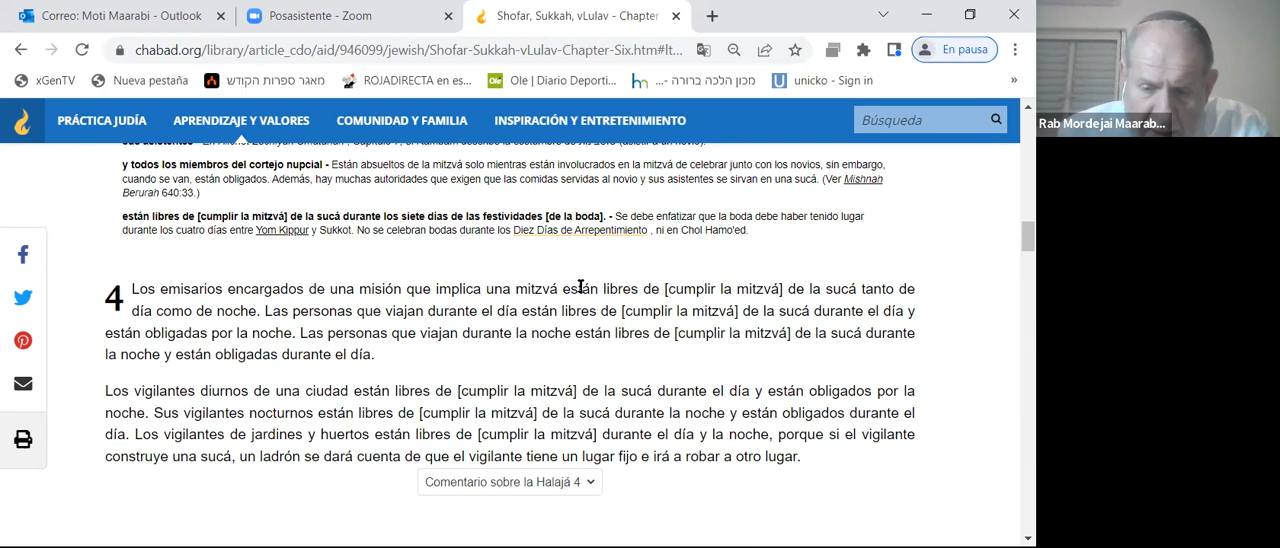 Correo: Moti Maarabi - Outlook
Posasistente - Zoom
Shofar, Sukkah, vLulav - Chapter
chabad.org/library/article_cdo/aid/946099/jewish/Shofar-Sukkah-vLulav-Chapter-Six.htm#It...
En pausa
xGenTV
Nueva pestaña
מאגר ספרות הקודש
ROJADIRECTA en es...
Ole | Diario Deporti...
מכון הלכה ברורה -...
unicko - Sign in
»
PRÁCTICA JUDÍA
APRENDIZAJE Y VALORES
COMUNIDAD Y FAMILIA
INSPIRACIÓN Y ENTRETENIMIENTO
Búsqueda
Rab Mordejai Maarab...
y todos los miembros del cortejo nupcial - Están absueltos de la mitzvá solo mientras están involucrados en la mitzvá de celebrar junto con los novios, sin embargo,
cuando se van, están obligados. Además, hay muchas autoridades que exigen que las comidas servidas al novio y sus asistentes se sirvan en una sucá. (Ver Mishnah
Berurah 640:33.)
están libres de [cumplir la mitzvá] de la sucá durante los siete días de las festividades [de la boda]. - Se debe enfatizar que la boda debe haber tenido lugar
durante los cuatro días entre Yom Kippur y Sukkot. No se celebran bodas durante los Diez Días de Arrepentimiento , ni en Chol Hamo'ed.
4 Los emisarios encargados de una misión que implica una mitzvá están libres de [cumplir la mitzvá] de la sucá tanto de
día como de noche. Las personas que viajan durante el día están libres de [cumplir la mitzvá] de la sucá durante el día y
están obligadas por la noche. Las personas que viajan durante la noche están libres de [cumplir la mitzvá] de la sucá durante
la noche y están obligadas durante el día.
Los vigilantes diurnos de una ciudad están libres de [cumplir la mitzvá] de la sucá durante el día y están obligados por la
noche. Sus vigilantes nocturnos están libres de [cumplir la mitzvá] de la sucá durante la noche y están obligados durante el
día. Los vigilantes de jardines y huertos están libres de [cumplir la mitzvá] durante el día y la noche, porque si el vigilante
construye una sucá, un ladrón se dará cuenta de que el vigilante tiene un lugar fijo e irá a robar a otro lugar.
Comentario sobre la Halajá 4